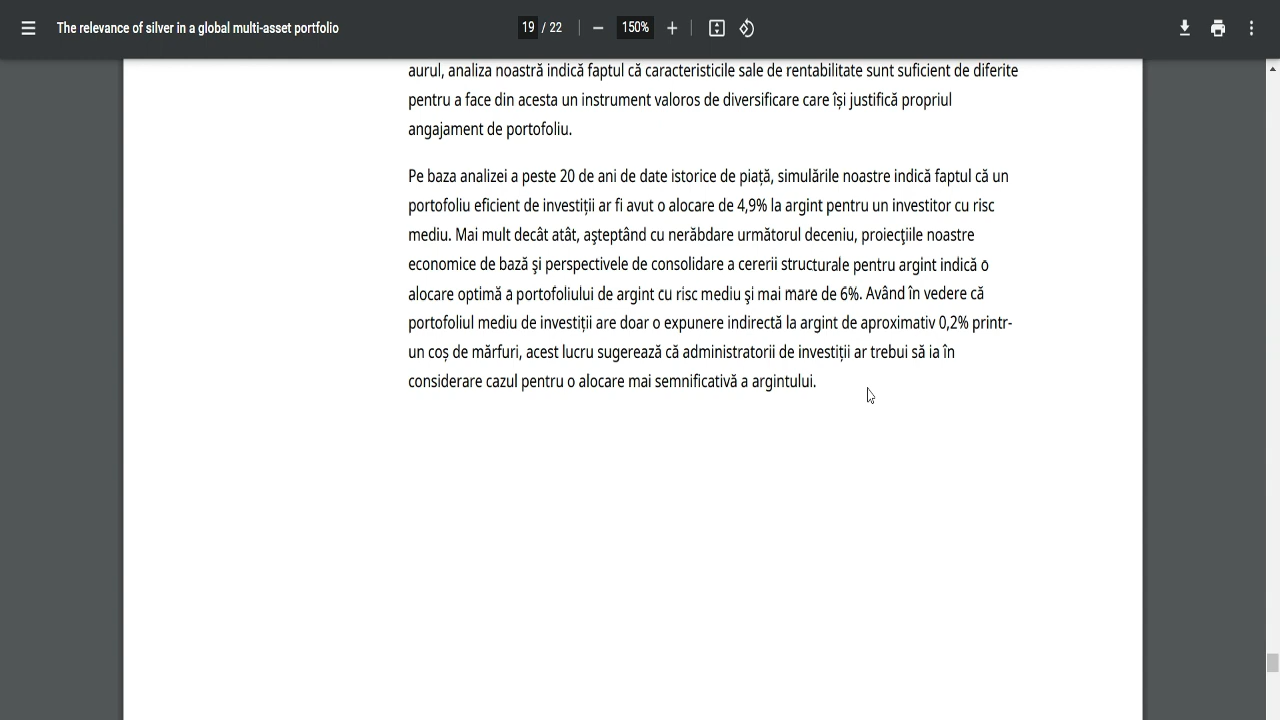 The relevance of silver in a global multi-asset portfolio
19 / 22
150%
aurul, analiza noastră indică faptul că caracteristicile sale de rentabilitate sunt suficient de diferite
pentru a face din acesta un instrument valoros de diversificare care își justifică propriul
angajament de portofoliu.
Pe baza analizei a peste 20 de ani de date istorice de piață, simulările noastre indică faptul că un
portofoliu eficient de investiții ar fi avut o alocare de 4,9% la argint pentru un investitor cu risc
mediu. Mai mult decât atât, așteptând cu nerăbdare următorul deceniu, proiecțiile noastre
economice de bază și perspectivele de consolidare a cererii structurale pentru argint indică o
alocare optimă a portofoliului de argint cu risc mediu și mai mare de 6%. Având în vedere că
portofoliul mediu de investiții are doar o expunere indirectă la argint de aproximativ 0,2% printr-
un coș de mărfuri, acest lucru sugerează că administratorii de investiții ar trebui să ia în
considerare cazul pentru o alocare mai semnificativă a argintului.